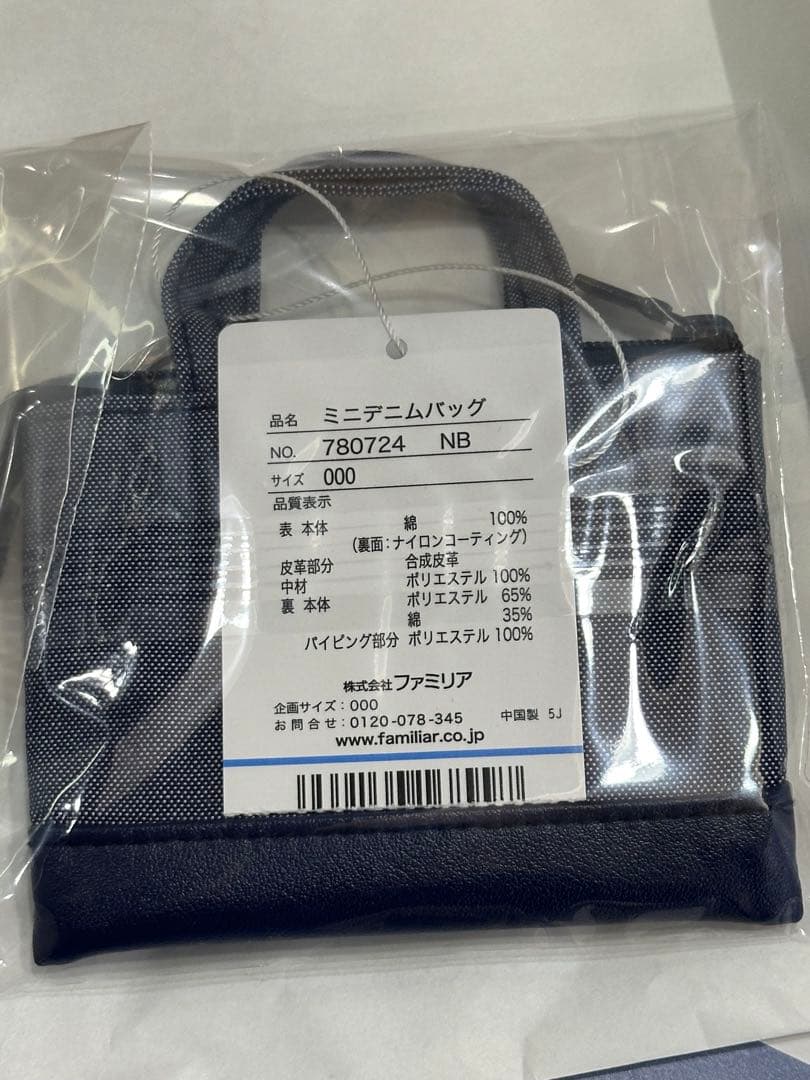 品名 ミニデニムバッグ
NO. 780724 NB
サイズ 000
品質表示
表 本体 綿 100%
(裏面:ナイロンコーティング)
皮革部分 合成皮革
中材 ポリエステル 100%
裏 本体 ポリエステル 65%
綿 35%
パイピング部分 ポリエステル 100%
株式会社ファミリア
企画サイズ:000
お問合せ:0120-078-345 中国製 5J
www.familiar.co.jp